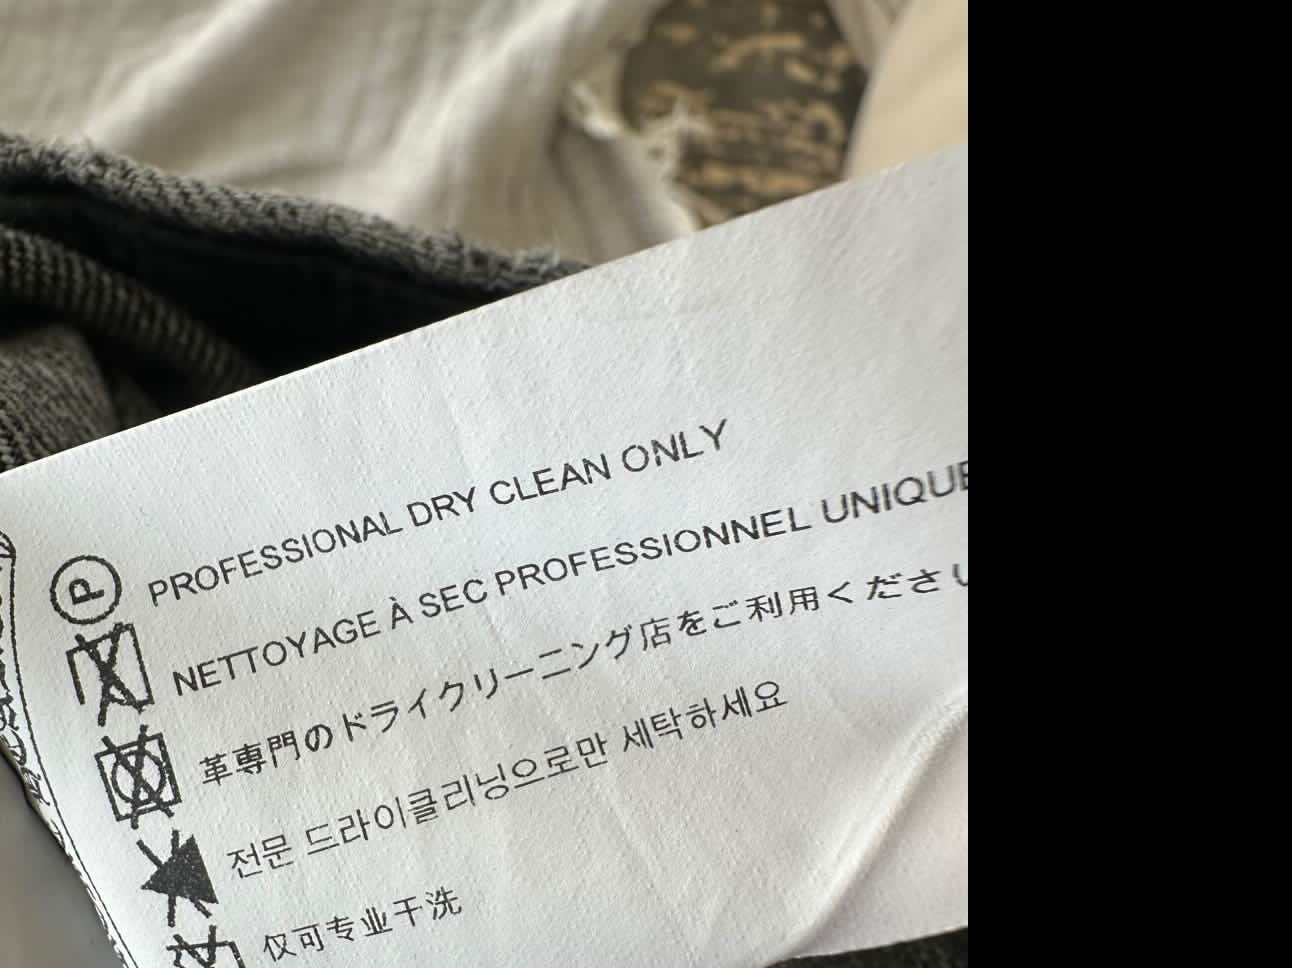 PROFESSIONAL DRY CLEAN ONLY
P
NETTOYAGE À SEC PROFESSIONNEL UNIQUE
革専門のドライクリーニング店をご利用くださ
전문 드라이클리닝으로만 세탁하세요
仅可专业干洗